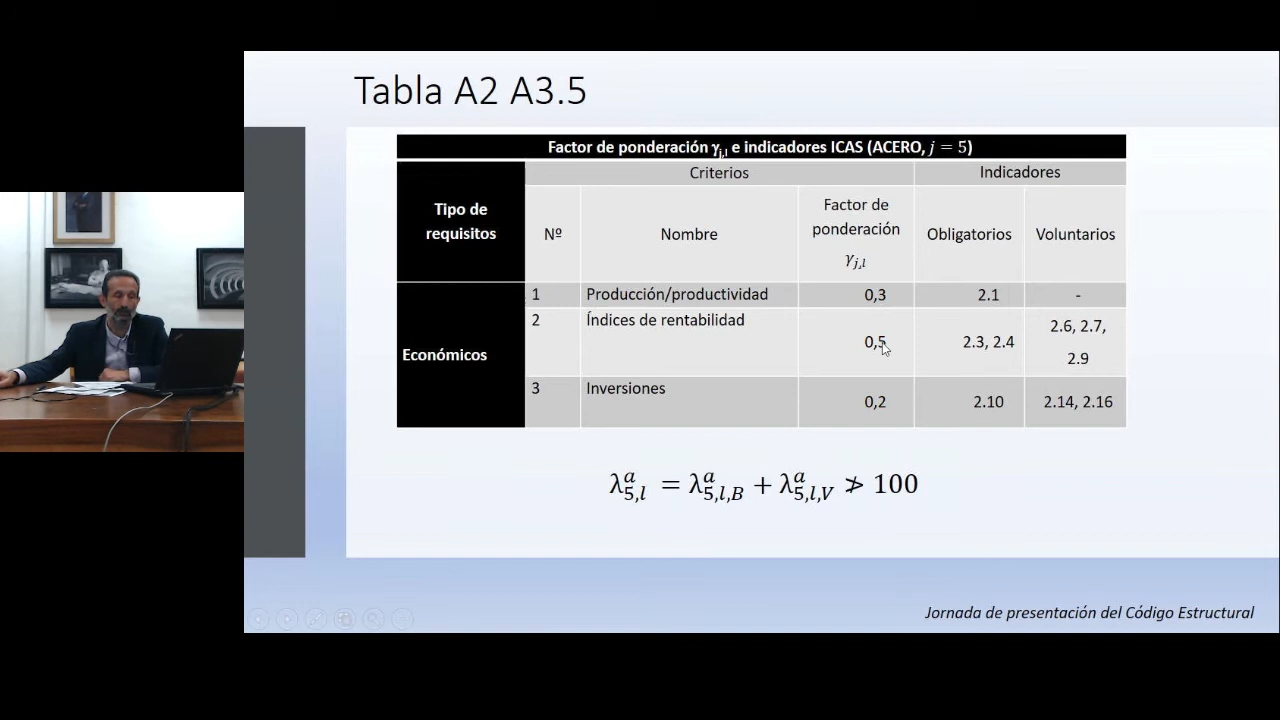 Tabla A2 A3.5
Factor de ponderación γj,l e indicadores ICAS (ACERO, j = 5)
Tipo de requisitos
Criterios
Indicadores
Nº
Nombre
Factor de
ponderación
γj,l
Obligatorios
Voluntarios
Económicos
1 Producción/productividad 0,3 2.1 -
2 Índices de rentabilidad 0,5 2.3, 2.4 2.6, 2.7,
2.9
3 Inversiones 0,2 2.10 2.14, 2.16
λᵃ5,l = λᵃ5,l,B + λᵃ5,l,V ≯ 100
Jornada de presentación del Código Estructural